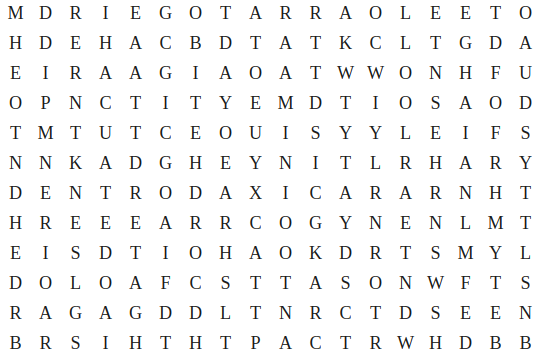 M D R I E G O T A R R A O L E E T O
H D E H A C B D T A T K C L T G D A
E I R A A G I A O A T W W O N H F U
O P N C T I T Y E M D T I O S A O D
T M T U T C E O U I S Y Y L E I F S
N N K A D G H E Y N I T L R H A R Y
D E N T R O D A X I C A R A R N H T
H R E E E A R R C O G Y N E N L M T
E I S D T I O H A O K D R T S M Y L
D O L O A F C S T T A S O N W F T S
R A G A G D D L T N R C T D S E E N
B R S I H T H T P A C T R W H D B B